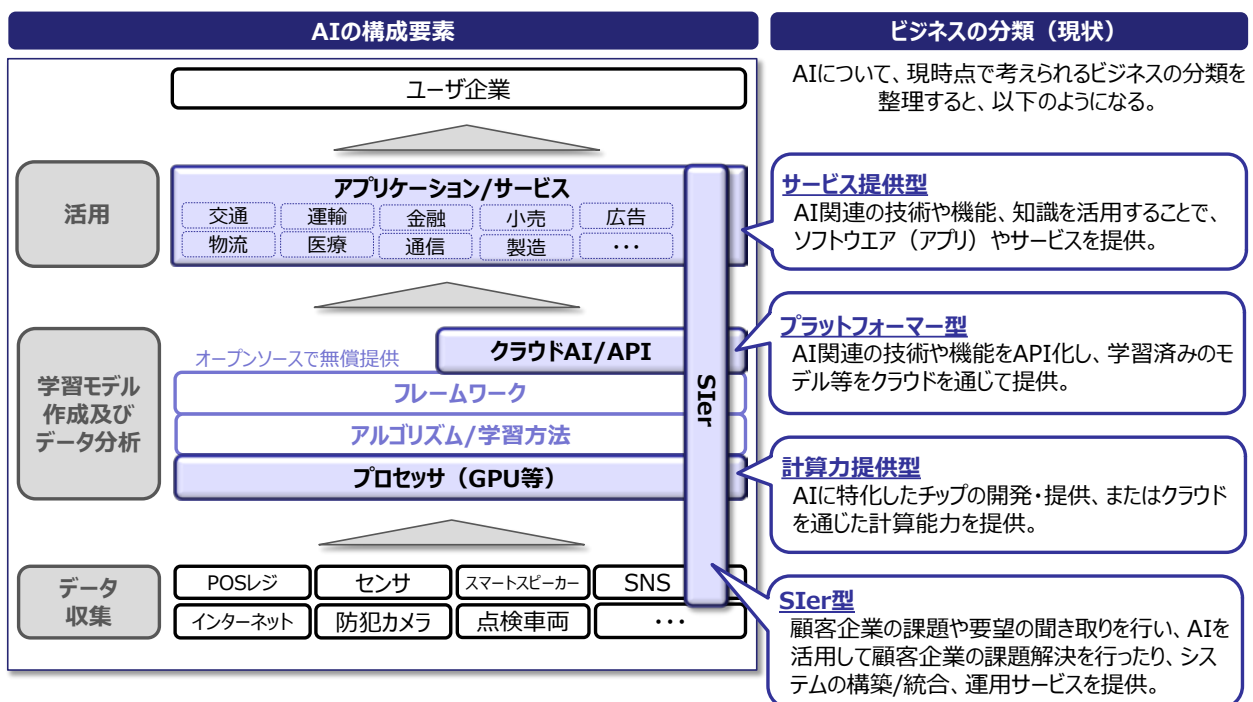 AIの構成要素
ユーザ企業
活用
アプリケーション/サービス
交通 運輸 金融 小売 広告
物流 医療 通信 製造 ・・・
学習モデル
作成及び
データ分析
オープンソースで無償提供
クラウドAI/API
フレームワーク
アルゴリズム/学習方法
プロセッサ（GPU等）
SIer
データ
収集
POSレジ センサ スマートスピーカー SNS
インターネット 防犯カメラ 点検車両 ・・・
ビジネスの分類（現状）
AIについて、現時点で考えられるビジネスの分類を
整理すると、以下のようになる。
サービス提供型
AI関連の技術や機能、知識を活用することで、
ソフトウエア（アプリ）やサービスを提供。
プラットフォーマー型
AI関連の技術や機能をAPI化し、学習済みのモ
デル等をクラウドを通じて提供。
計算力提供型
AIに特化したチップの開発・提供、またはクラウド
を通じた計算能力を提供。
SIer型
顧客企業の課題や要望の聞き取りを行い、AIを
活用して顧客企業の課題解決を行ったり、シス
テムの構築/統合、運用サービスを提供。